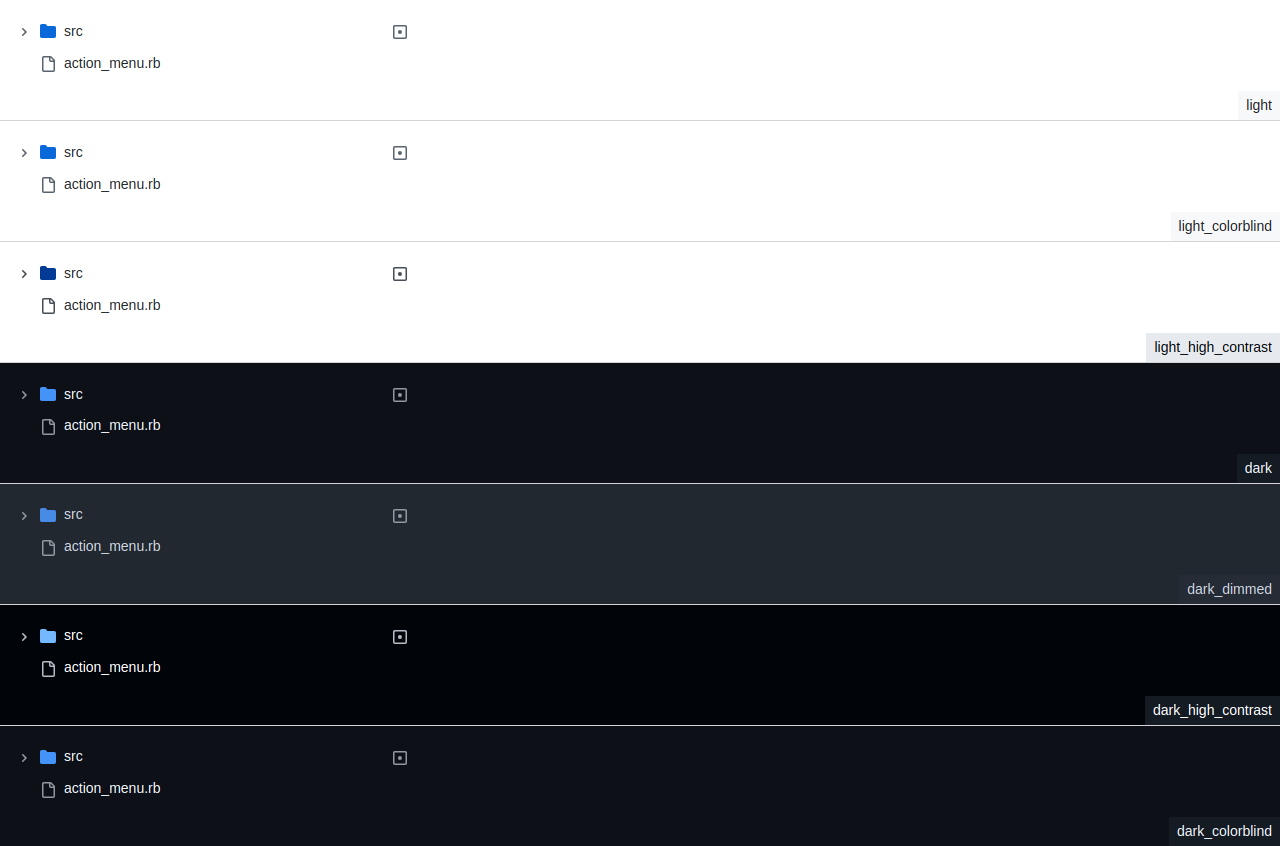 src
action_menu.rb
light
src
action_menu.rb
light_colorblind
src
action_menu.rb
light_high_contrast
src
action_menu.rb
dark
src
action_menu.rb
dark_dimmed
src
action_menu.rb
dark_high_contrast
src
action_menu.rb
dark_colorblind